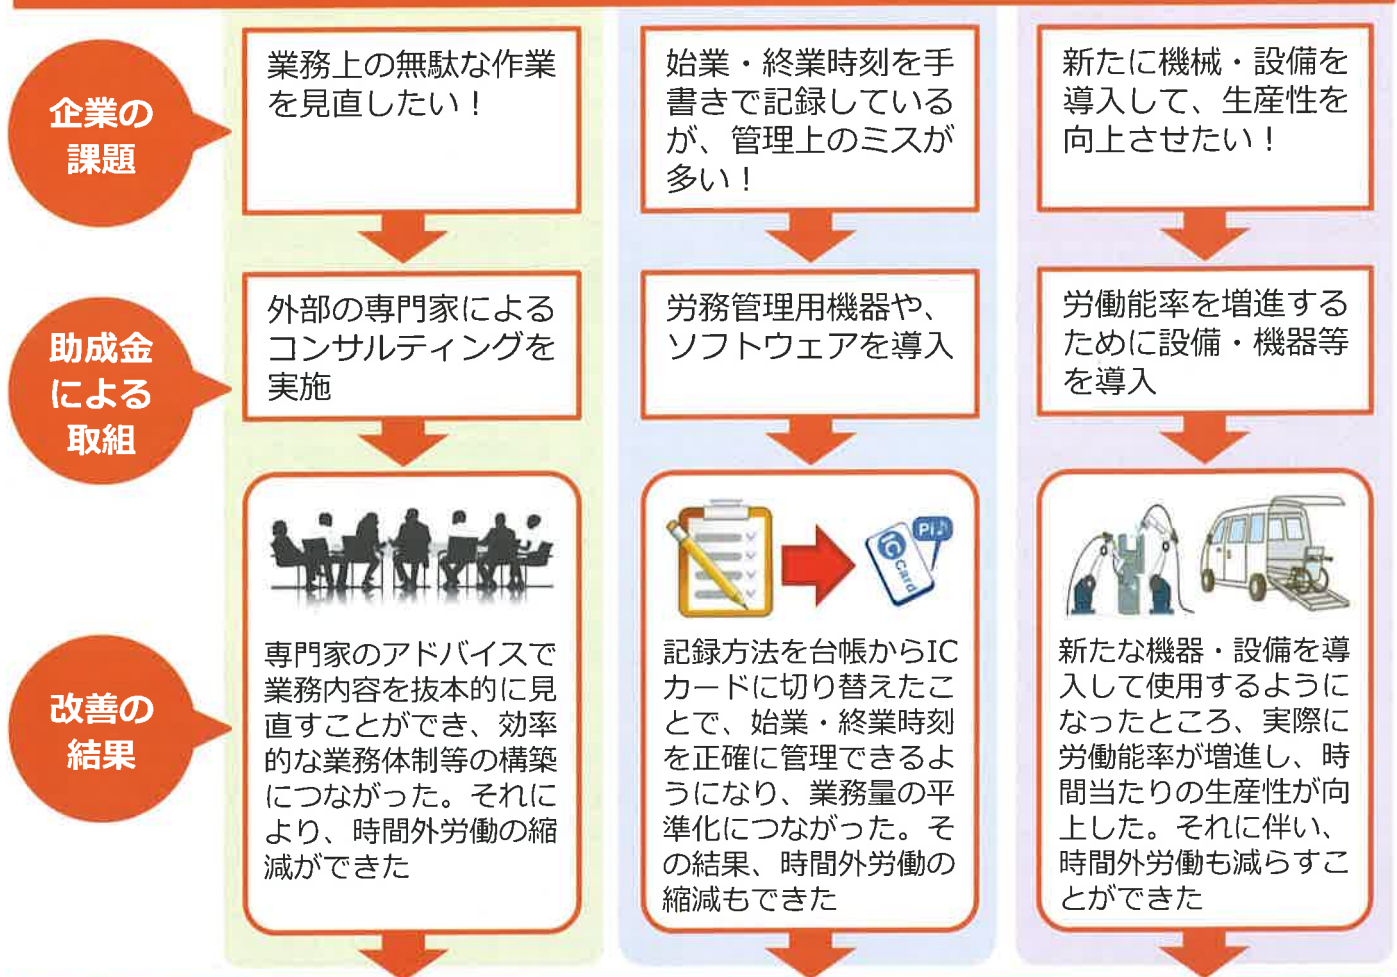 企業の
課題
業務上の無駄な作業
を見直したい！
始業・終業時刻を手
書きで記録している
が、管理上のミスが
多い！
新たに機械・設備を
導入して、生産性を
向上させたい！
助成金
による
取組
外部の専門家による
コンサルティングを
実施
労務管理用機器や、
ソフトウェアを導入
労働能率を増進する
ために設備・機器等
を導入
改善の
結果
専門家のアドバイスで
業務内容を抜本的に見
直すことができ、効率
的な業務体制等の構築
につながった。それに
より、時間外労働の縮
減ができた
Pi♪
IC
Card
記録方法を台帳からIC
カードに切り替えたこ
とで、始業・終業時刻
を正確に管理できるよ
うになり、業務量の平
準化につながった。そ
の結果、時間外労働の
縮減もできた
新たな機器・設備を導
入して使用するように
なったところ、実際に
労働能率が増進し、時
間当たりの生産性が向
上した。それに伴い、
時間外労働も減らすこ
とができた